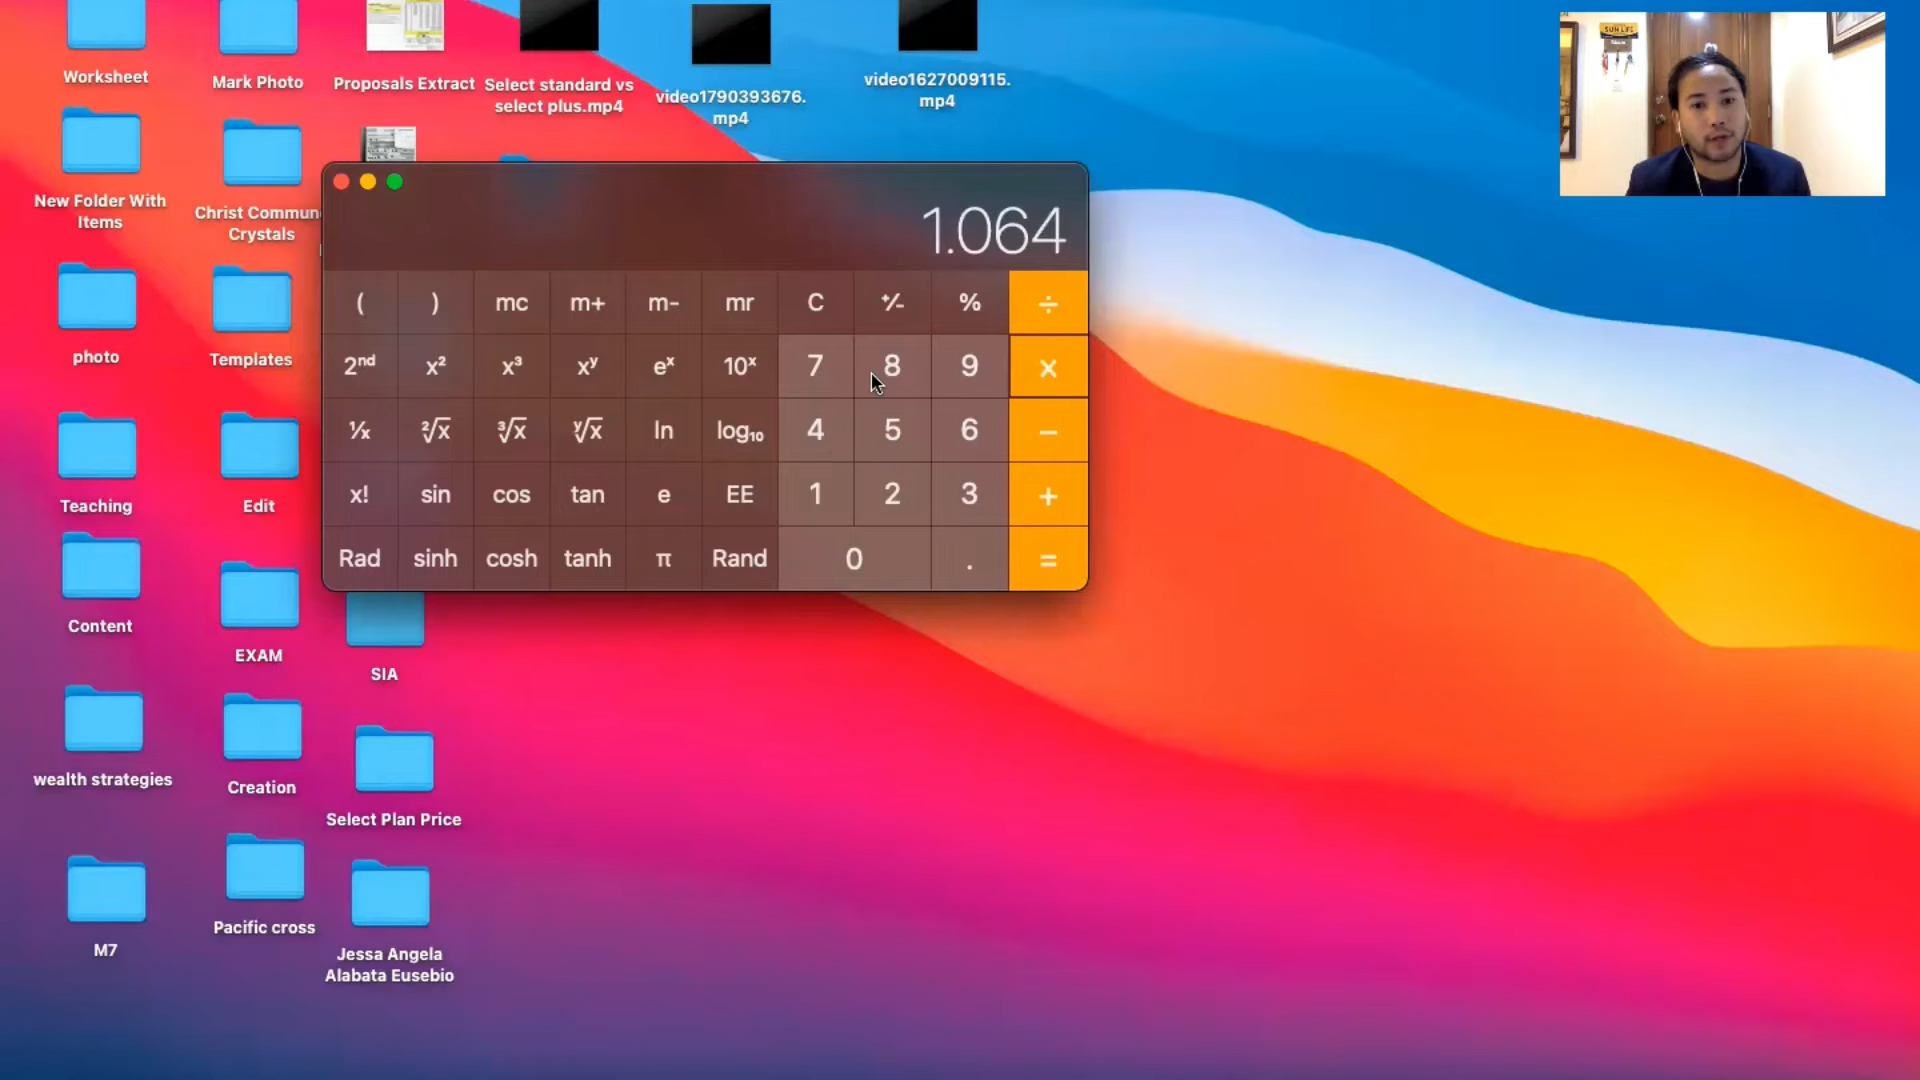 Worksheet
Mark Photo
Proposals Extract
Select standard vs
select plus.mp4
video1790393676.
mp4
video1627009115.
mp4
SUN LIFE
New Folder With
Items
Christ Commun
Crystals
photo
Templates
Teaching
Edit
Content
EXAM
SIA
wealth strategies
Creation
Select Plan Price
M7
Pacific cross
Jessa Angela
Alabata Eusebio
1.064
( ) mc m+ m- mr C +/- % ÷
2nd x² x³ xʸ eˣ 10ˣ 7 8 9 ×
1/x ²√x ³√x ʸ√x ln log₁₀ 4 5 6 −
x! sin cos tan e EE 1 2 3 +
Rad sinh cosh tanh π Rand 0 . =